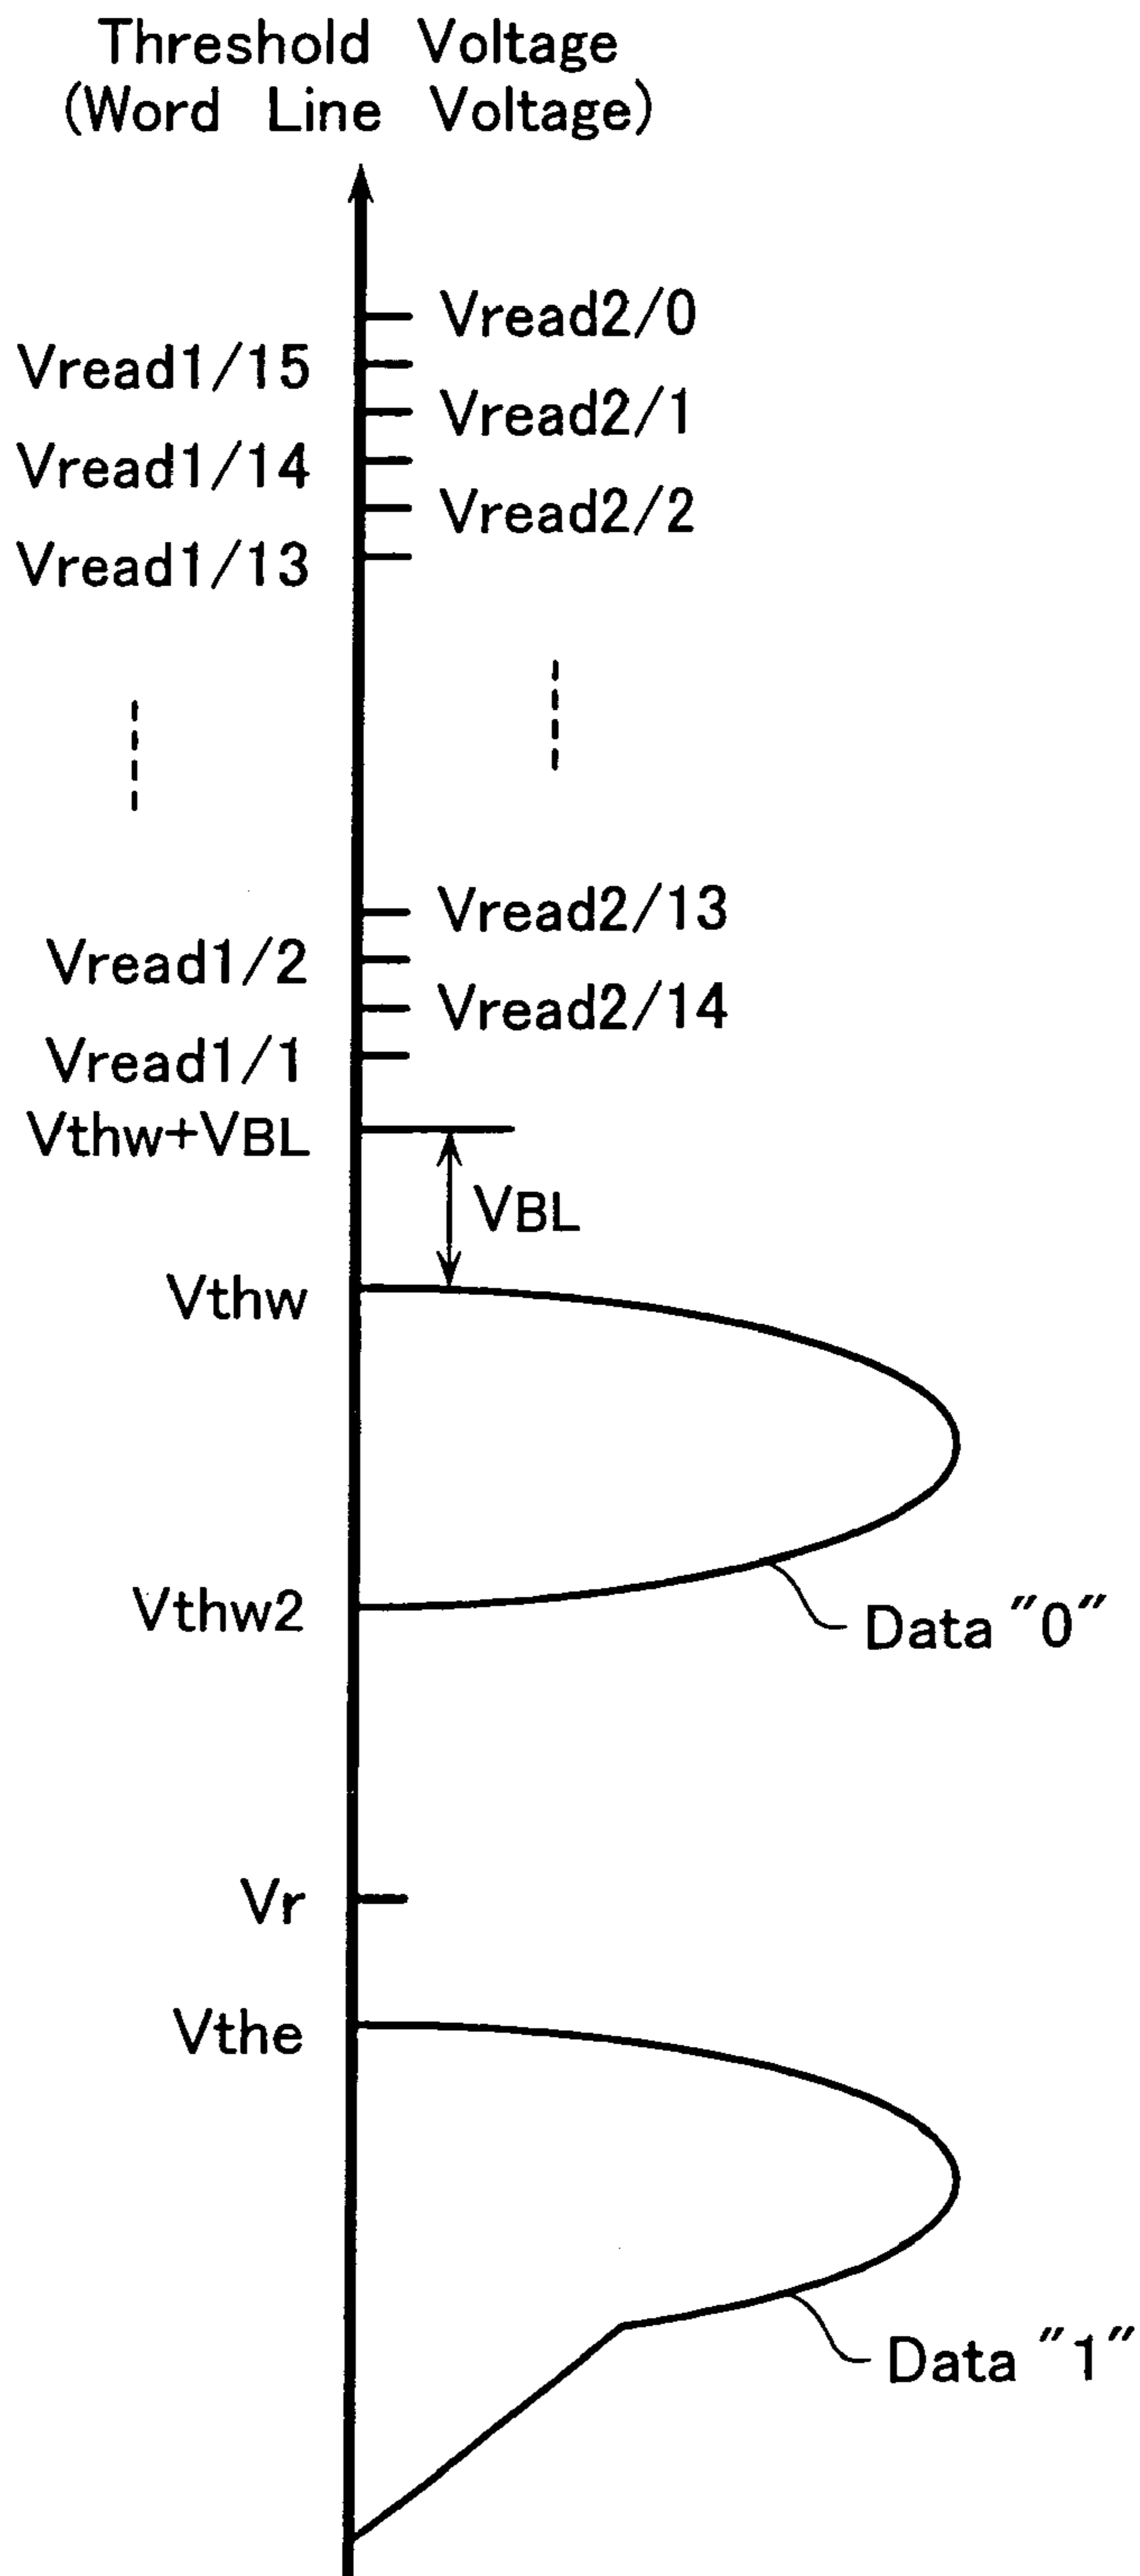 Threshold Voltage
(Word Line Voltage)
Vread2/0
Vread1/15
Vread2/1
Vread1/14
Vread2/2
Vread1/13
Vread2/13
Vread1/2
Vread2/14
Vread1/1
Vthw+VBL
VBL
Vthw
Vthw2
Data "0"
Vr
Vthe
Data "1"